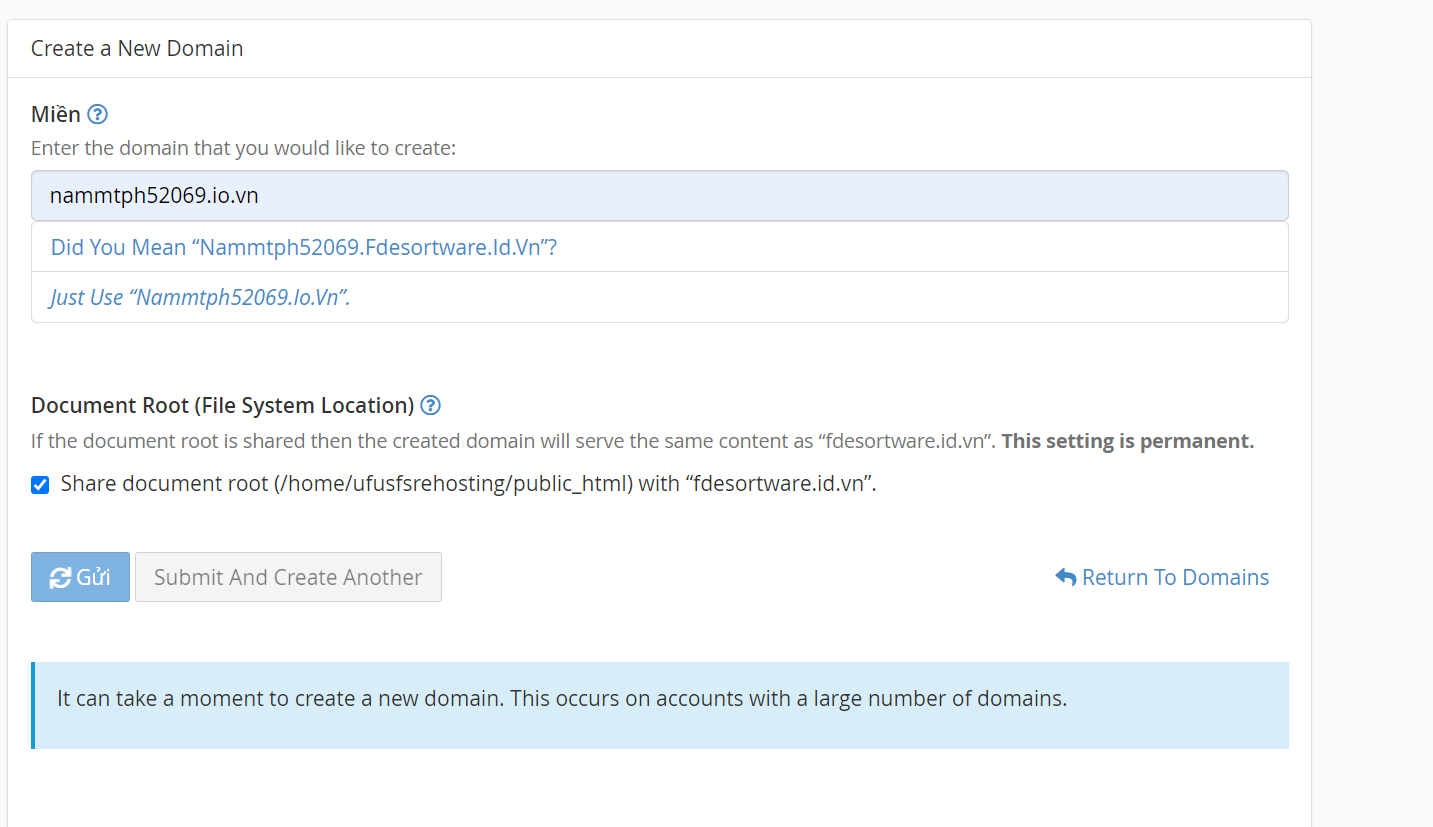 Create a New Domain
Miền
Enter the domain that you would like to create:
nammtph52069.io.vn
Did You Mean “Nammtph52069.Fdesortware.Id.Vn”?
Just Use “Nammtph52069.Io.Vn”.
Document Root (File System Location)
If the document root is shared then the created domain will serve the same content as “fdesortware.id.vn”. This setting is permanent.
Share document root (/home/ufusfsrehosting/public_html) with “fdesortware.id.vn”.
Gửi Submit And Create Another Return To Domains
It can take a moment to create a new domain. This occurs on accounts with a large number of domains.